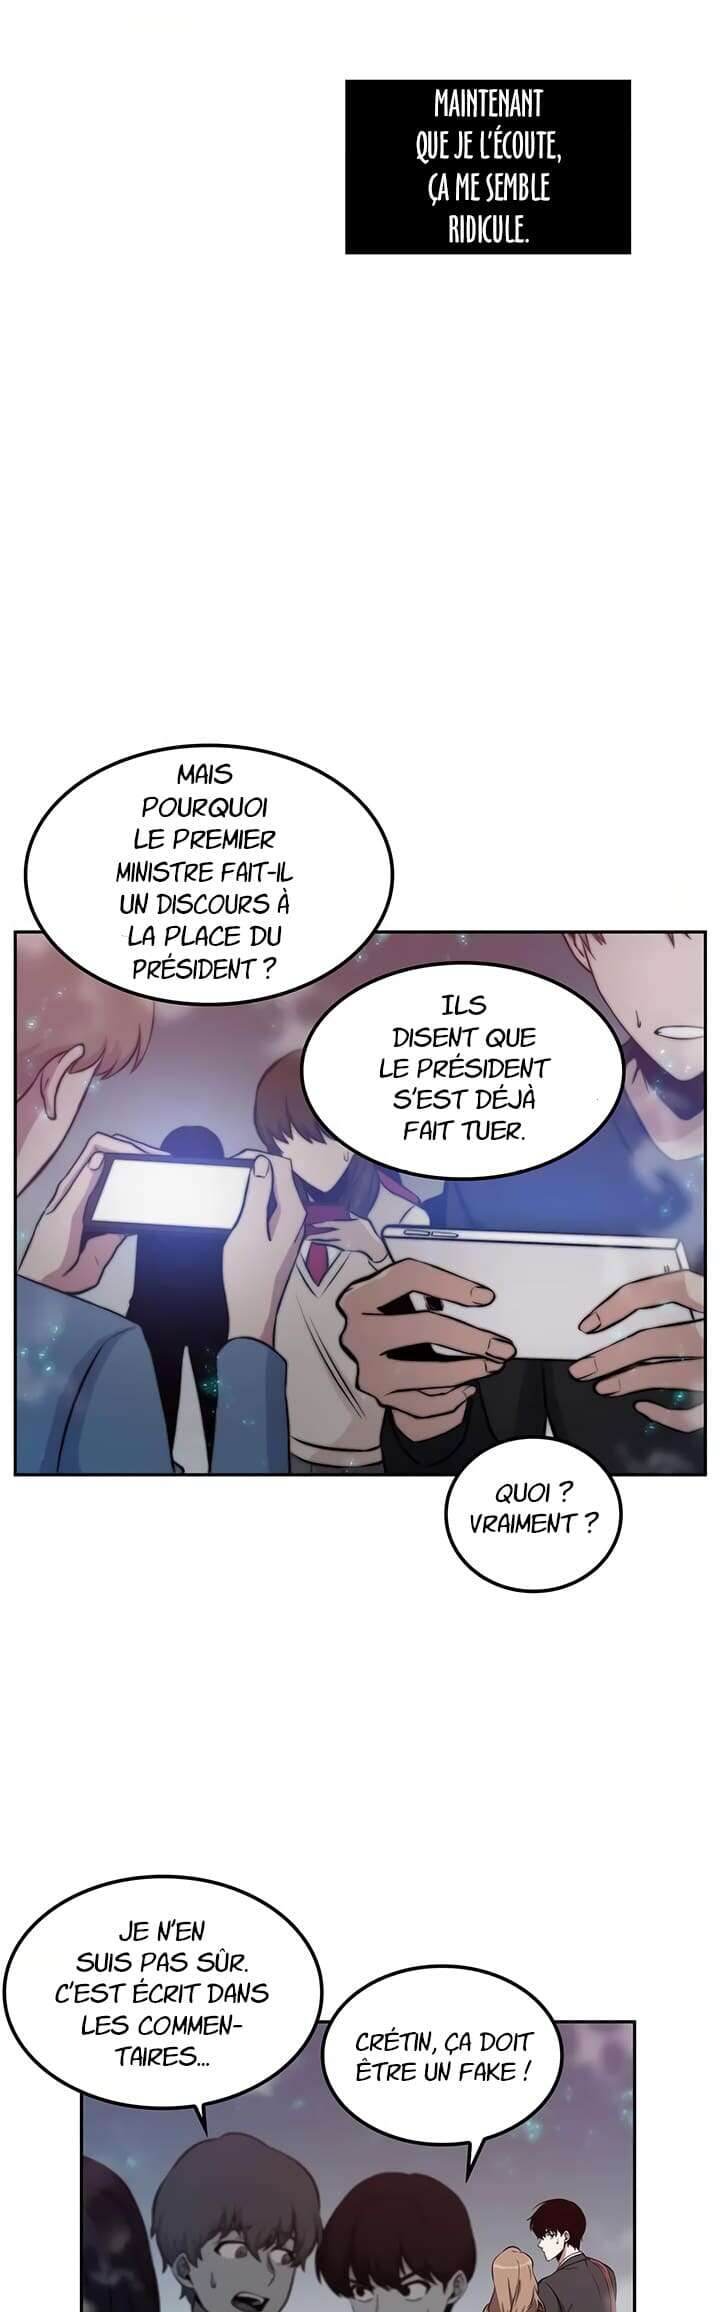 MAINTENANT
QUE JE L'ÉCOUTE,
ÇA ME SEMBLE
RIDICULE.
MAIS
POURQUOI
LE PREMIER
MINISTRE FAIT-IL
UN DISCOURS À
LA PLACE DU
PRÉSIDENT ?
ILS
DISENT QUE
LE PRÉSIDENT
S'EST DÉJÀ
FAIT TUER.
QUOI ?
VRAIMENT ?
JE N'EN
SUIS PAS SÛR.
C'EST ÉCRIT DANS
LES COMMEN-
TAIRES...
CRÉTIN, ÇA DOIT
ÊTRE UN FAKE !